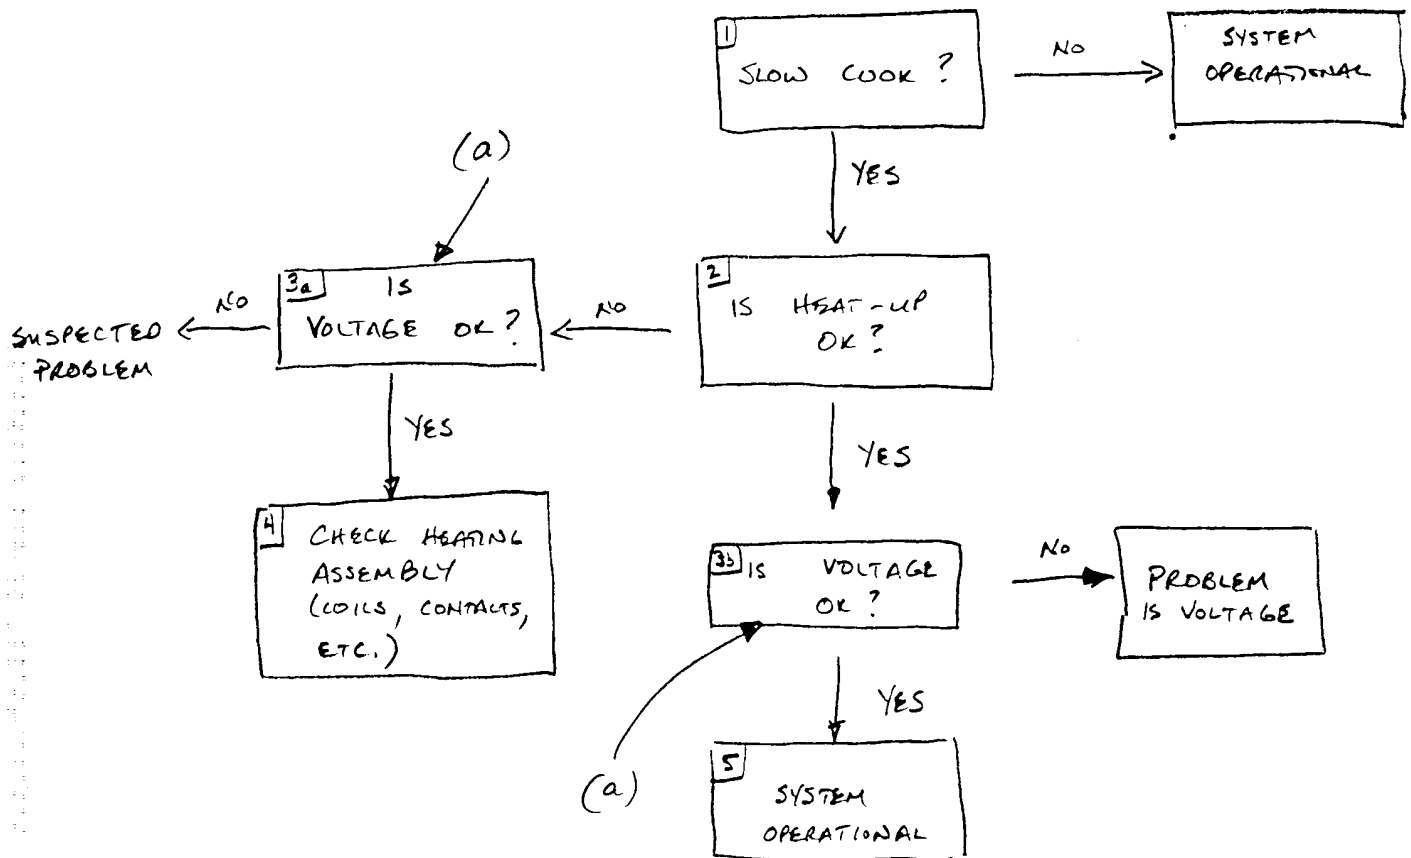 1
SLOW COOK ?
NO
SYSTEM
OPERATIONAL
YES
(a)
3a
IS
VOLTAGE OK ?
NO
SUSPECTED
PROBLEM
NO
2
IS HEAT-UP
OK ?
YES
YES
4
CHECK HEATING
ASSEMBLY
(COILS, CONTACTS,
ETC.)
3b
IS VOLTAGE
OK ?
NO
PROBLEM
IS VOLTAGE
(a)
YES
5
SYSTEM
OPERATIONAL